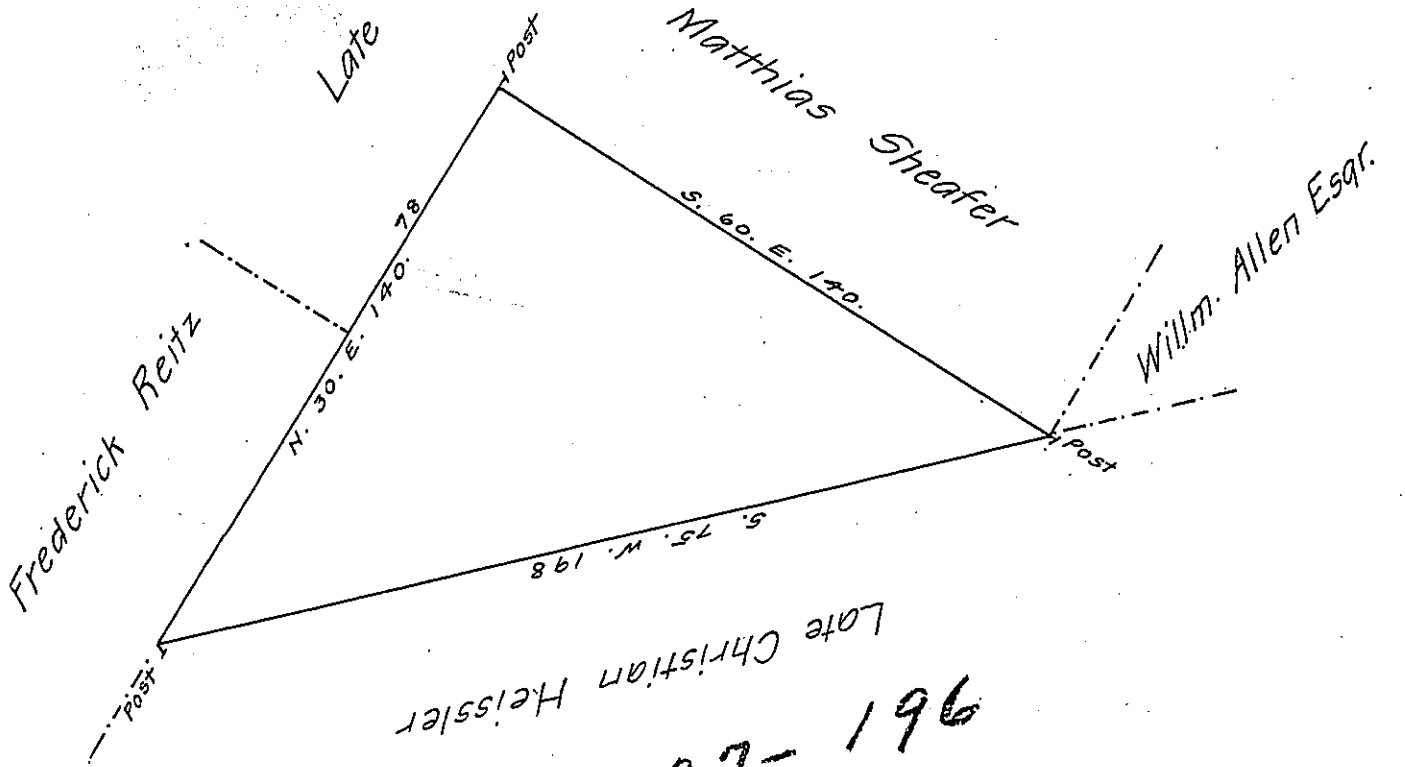 Late
Post
Matthias Sheafer
Willm. Allen Esqr.
78
N. 30. E. 140.
S. 60. E. 140.
Frederick Reitz
Post
S. 75. W. 198
Post
Late Christian Heissler
- 196